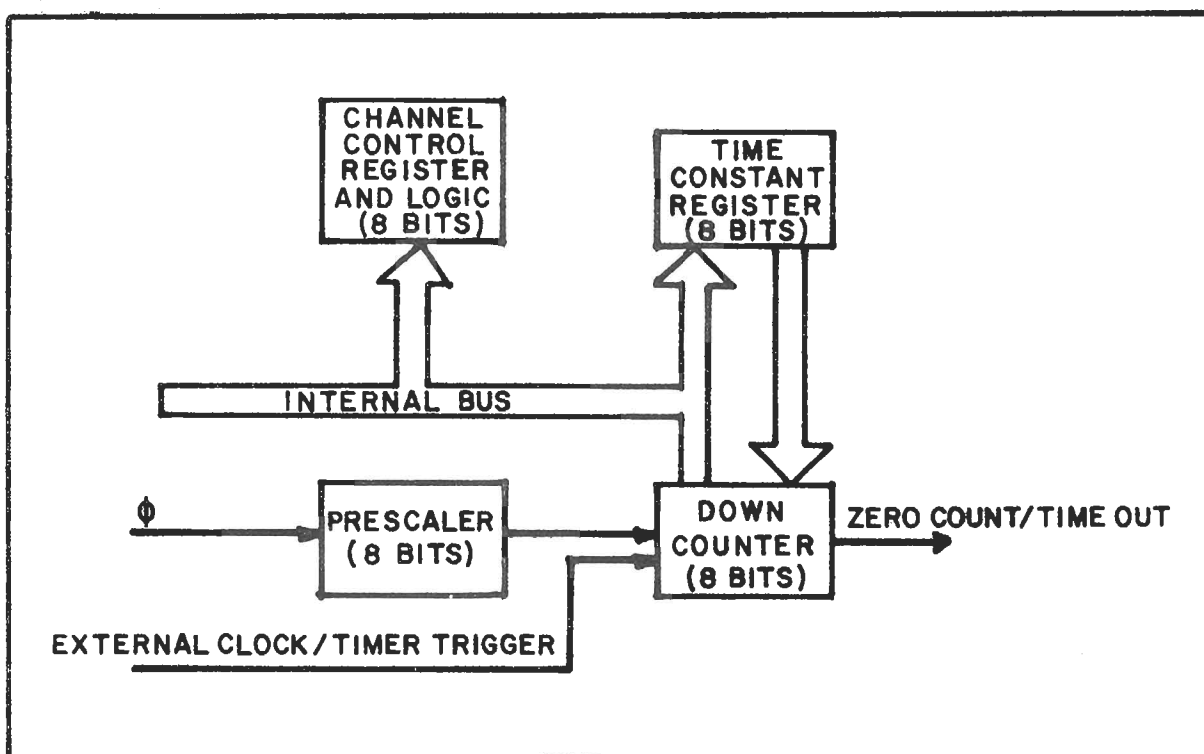 CHANNEL
CONTROL
REGISTER
AND LOGIC
(8 BITS)
TIME
CONSTANT
REGISTER
(8 BITS)
INTERNAL BUS
ϕ
PRESCALER
(8 BITS)
DOWN
COUNTER
(8 BITS)
ZERO COUNT/TIME OUT
EXTERNAL CLOCK/TIMER TRIGGER